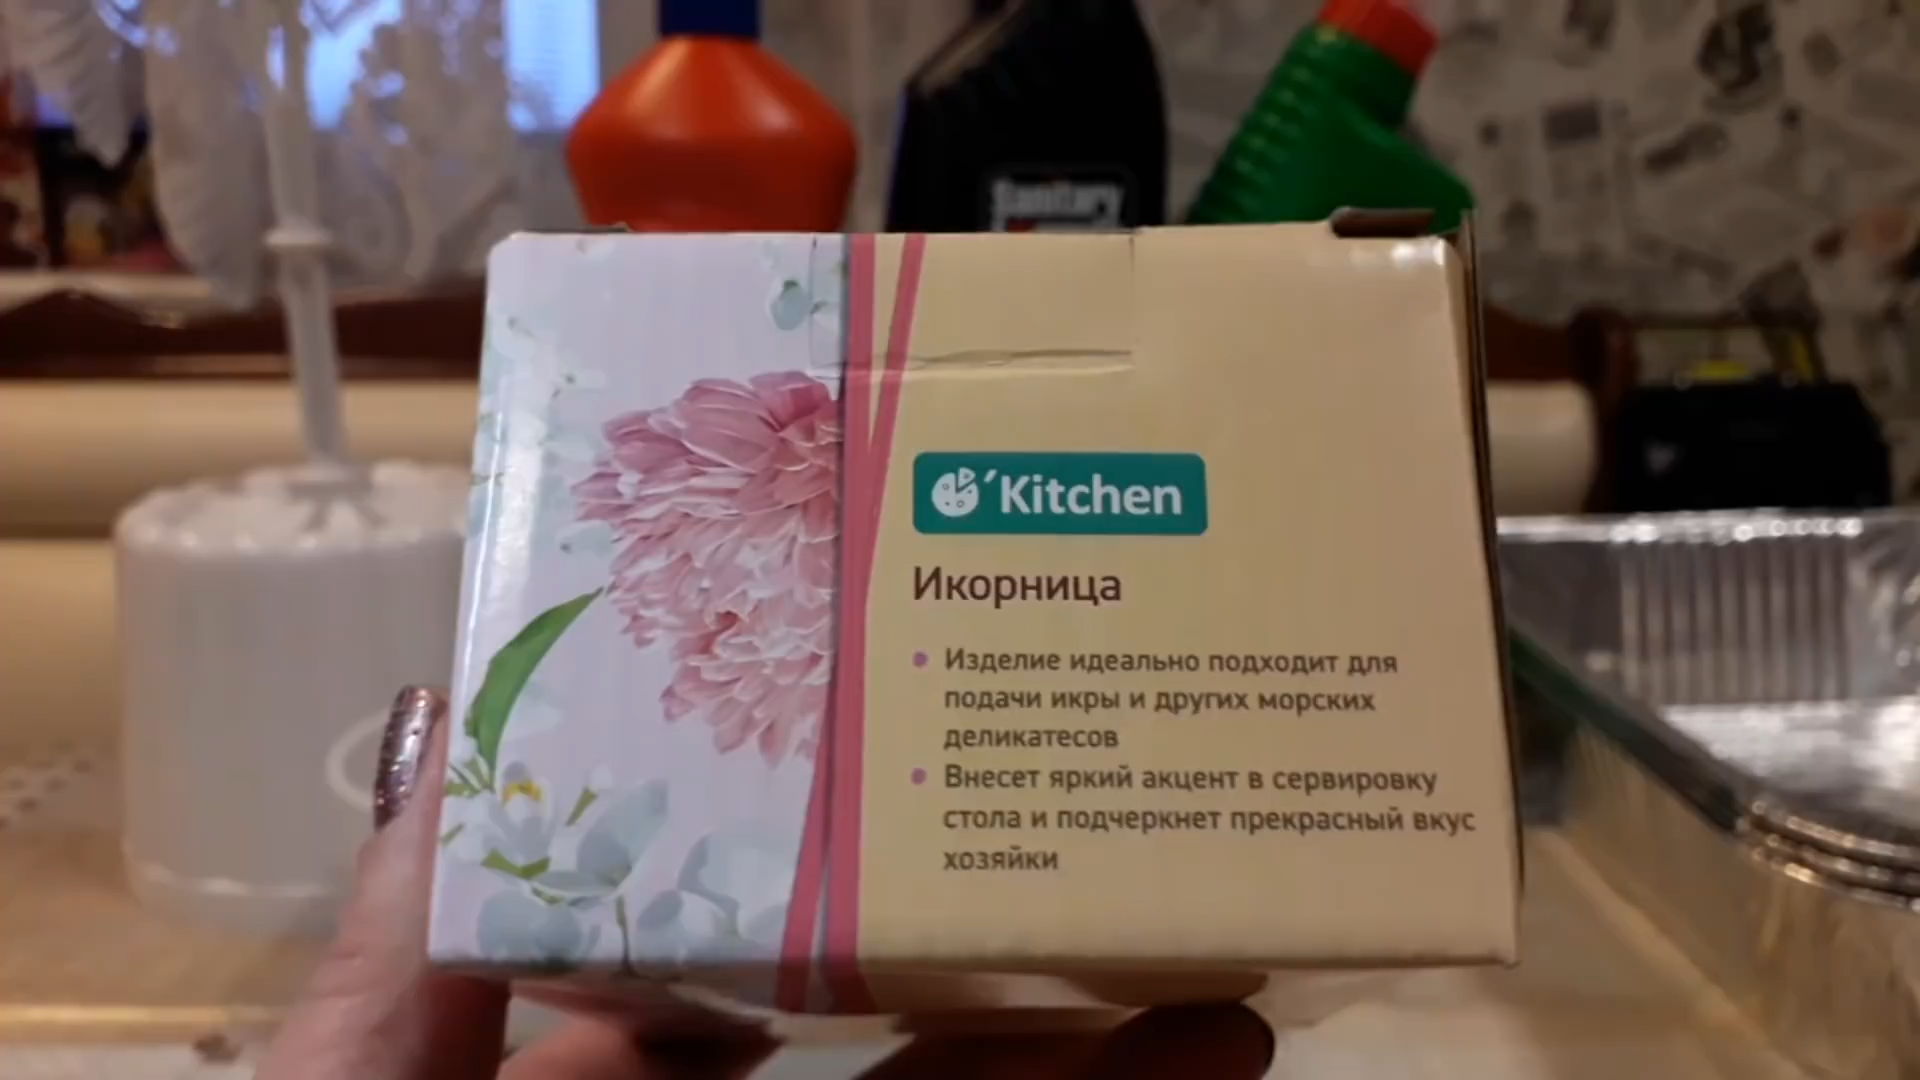 Sanitary
'Kitchen
Икорница
Изделие идеально подходит для
подачи икры и других морских
деликатесов
Внесет яркий акцент в сервировку
стола и подчеркнет прекрасный вкус
хозяйки